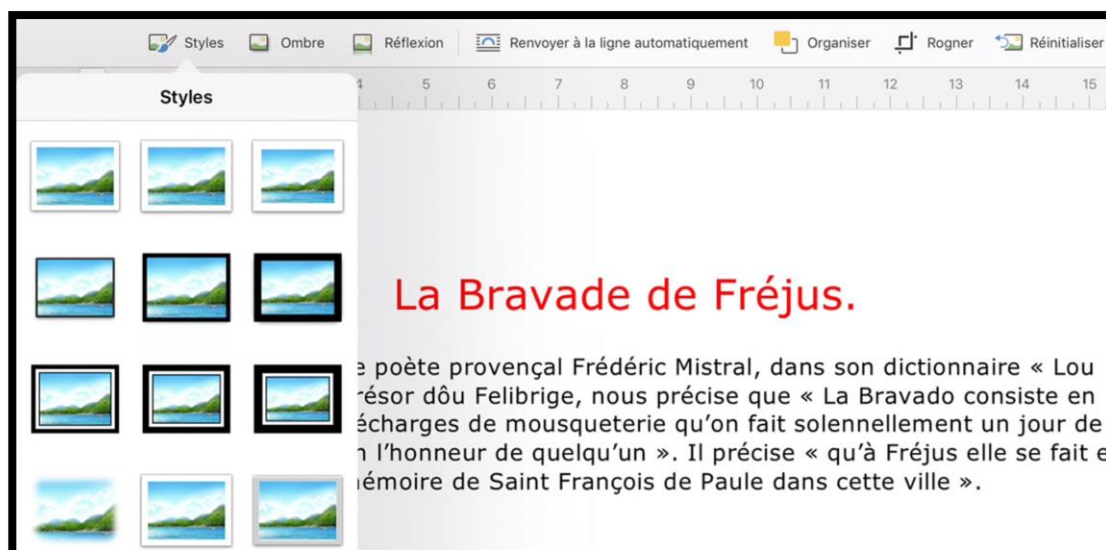 Styles Ombre Réflexion Renvoyer à la ligne automatiquement Organiser Rogner Réinitialiser
Styles
4 5 6 7 8 9 10 11 12 13 14 15
La Bravade de Fréjus.
e poète provençal Frédéric Mistral, dans son dictionnaire « Lou
résor dôu Felibrige, nous précise que « La Bravado consiste en
écharges de mousqueterie qu’on fait solennellement un jour de
n l’honneur de quelqu’un ». Il précise « qu’à Fréjus elle se fait e
émoire de Saint François de Paule dans cette ville ».